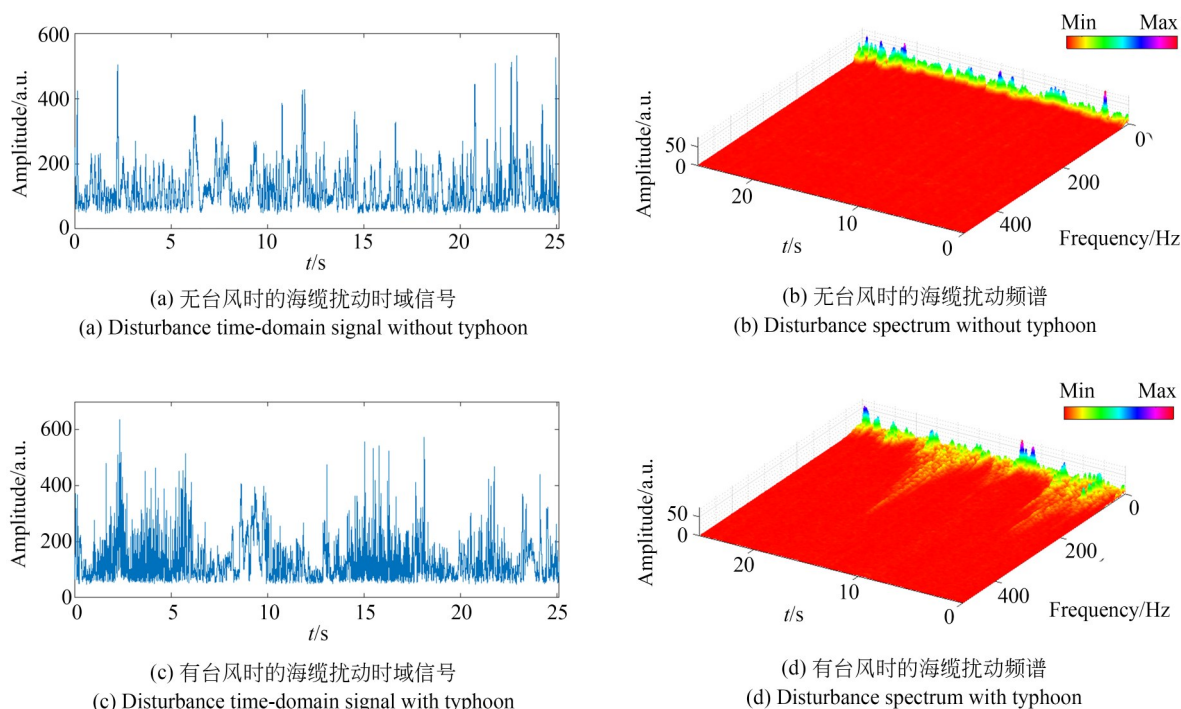 600
400
200
0
Amplitude/a.u.
0 5 10 15 20 25
t/s
(a) 无台风时的海缆扰动时域信号
(a) Disturbance time-domain signal without typhoon
Min Max
50
0
Amplitude/a.u.
20
10
0
t/s
0
200
400
Frequency/Hz
(b) 无台风时的海缆扰动频谱
(b) Disturbance spectrum without typhoon
600
400
200
0
Amplitude/a.u.
0 5 10 15 20 25
t/s
(c) 有台风时的海缆扰动时域信号
(c) Disturbance time-domain signal with typhoon
Min Max
50
0
Amplitude/a.u.
20
10
0
t/s
0
200
400
Frequency/Hz
(d) 有台风时的海缆扰动频谱
(d) Disturbance spectrum with typhoon